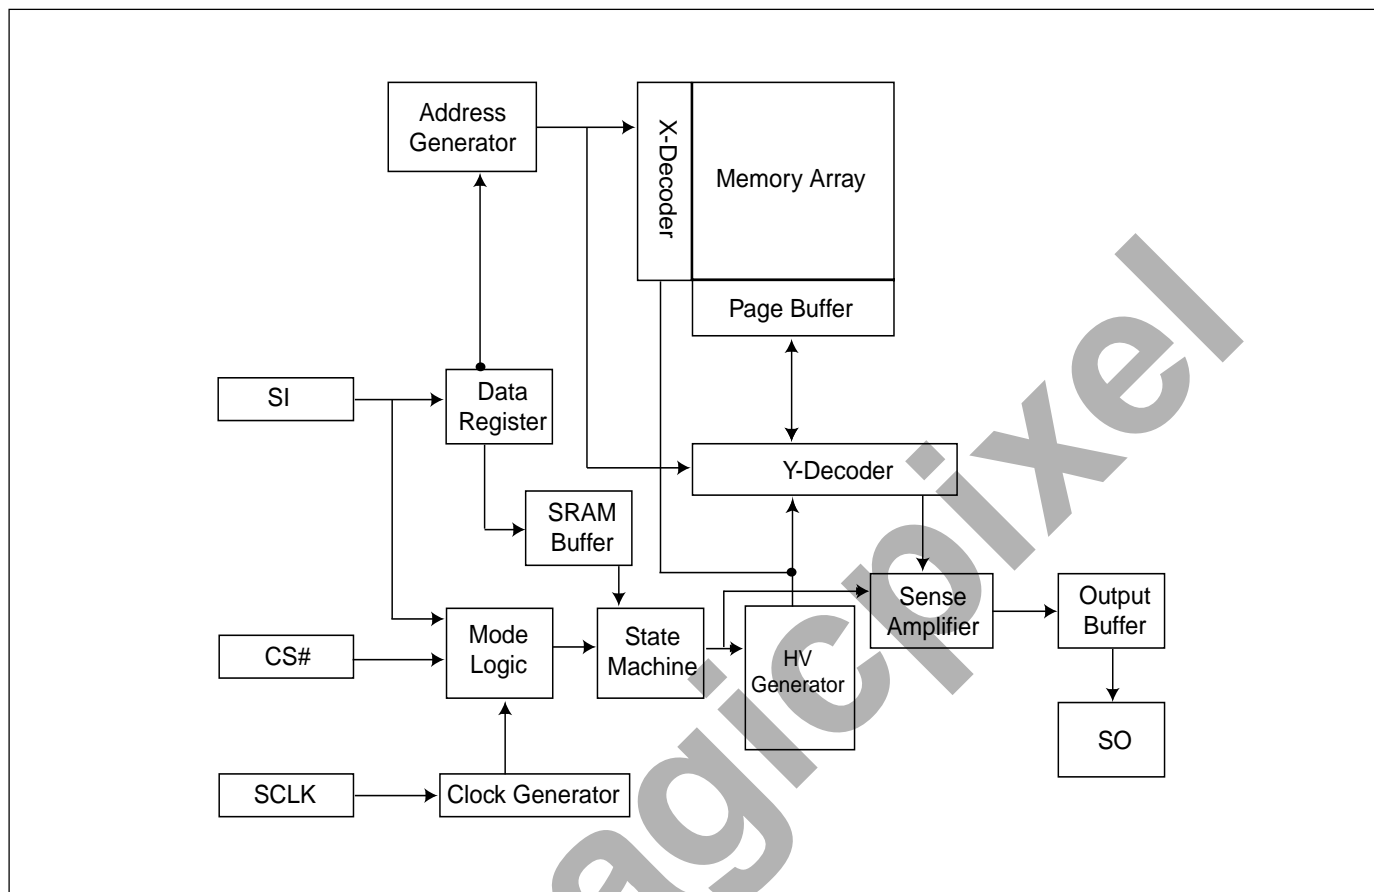 Address
Generator
X-Decoder
Memory Array
Page Buffer
SI
Data
Register
Y-Decoder
SRAM
Buffer
Sense
Amplifier
Output
Buffer
Mode
Logic
State
Machine
CS#
HV
Generator
SO
SCLK
Clock Generator
agicpixel